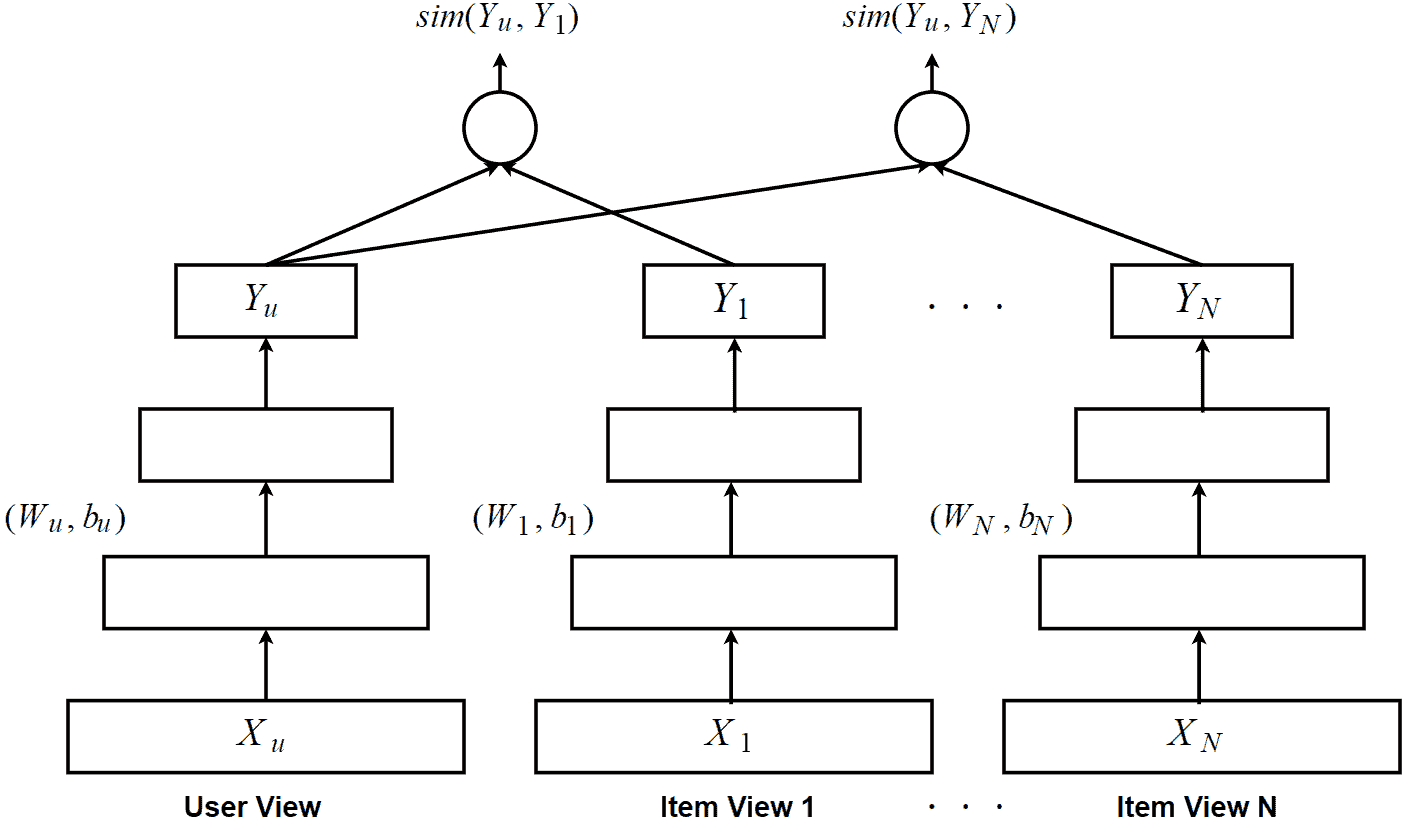 sim(Y_u, Y_1) sim(Y_u, Y_N)
Y_u Y_1 . . . Y_N
(W_u, b_u) (W_1, b_1) (W_N, b_N)
X_u X_1 X_N
User View Item View 1 . . . Item View N